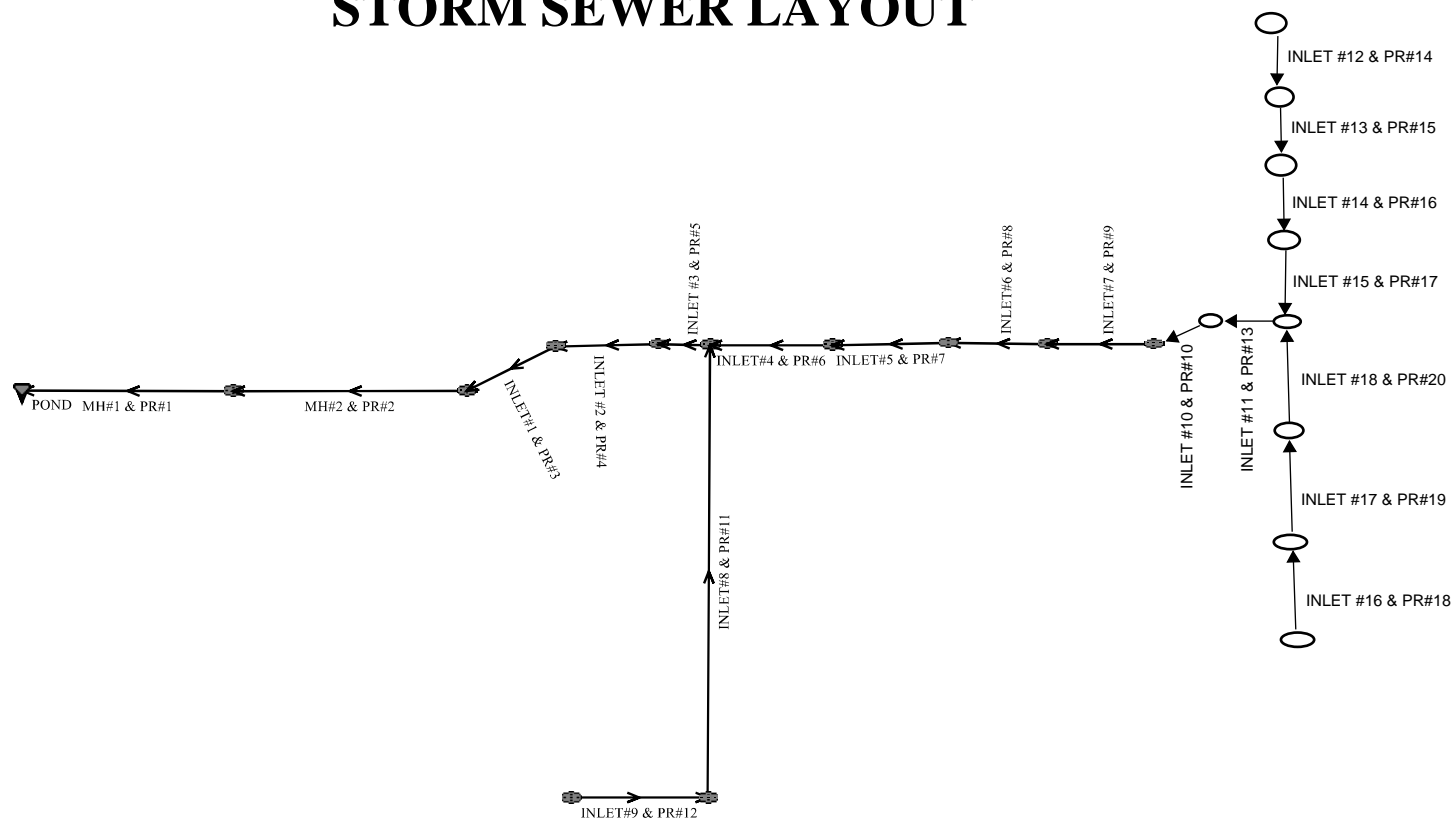 STORM SEWER LAYOUT
INLET #12 & PR#14
INLET #13 & PR#15
INLET #14 & PR#16
INLET #15 & PR#17
INLET #3 & PR#5
INLET#6 & PR#8
INLET#7 & PR#9
INLET#4 & PR#6
INLET#5 & PR#7
INLET #10 & PR#10
INLET #11 & PR#13
INLET #18 & PR#20
POND
MH#1 & PR#1
MH#2 & PR#2
INLET#1 & PR#3
INLET #2 & PR#4
INLET #17 & PR#19
INLET#8 & PR#11
INLET #16 & PR#18
INLET#9 & PR#12